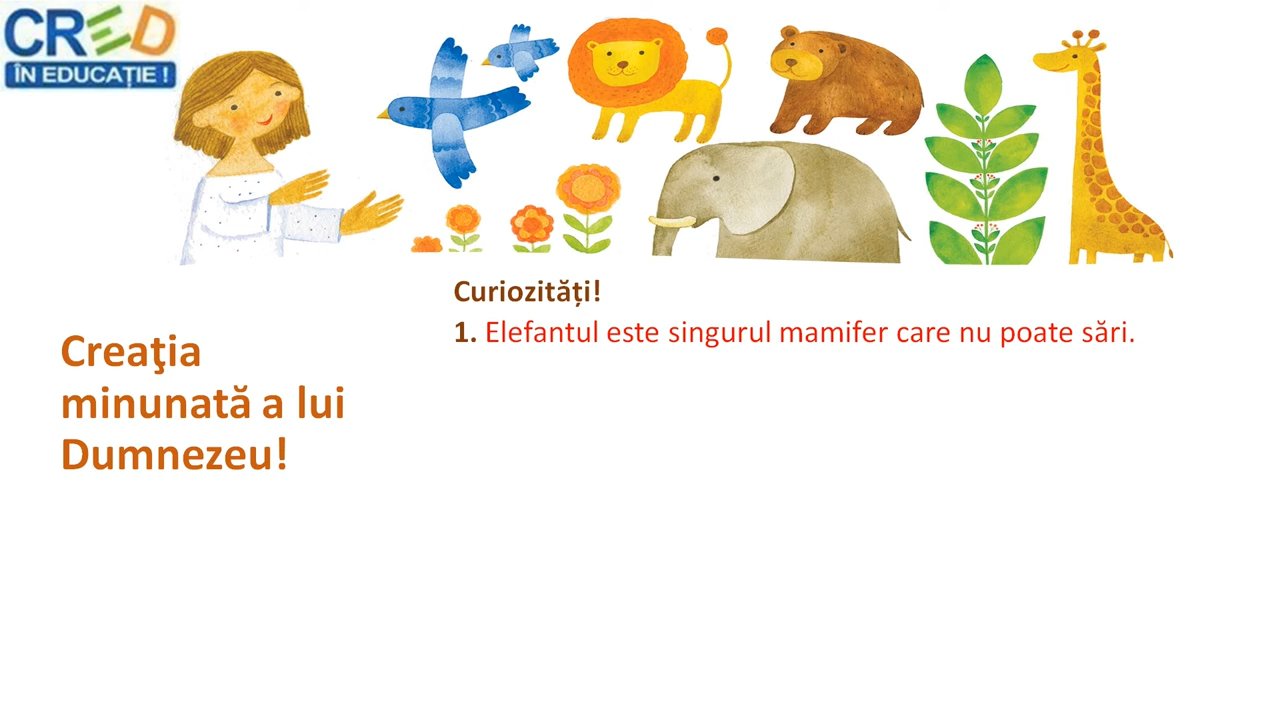 CRED
ÎN EDUCAȚIE !
Curiozități!
1. Elefantul este singurul mamifer care nu poate sări.
Creaţia
minunată a lui
Dumnezeu!